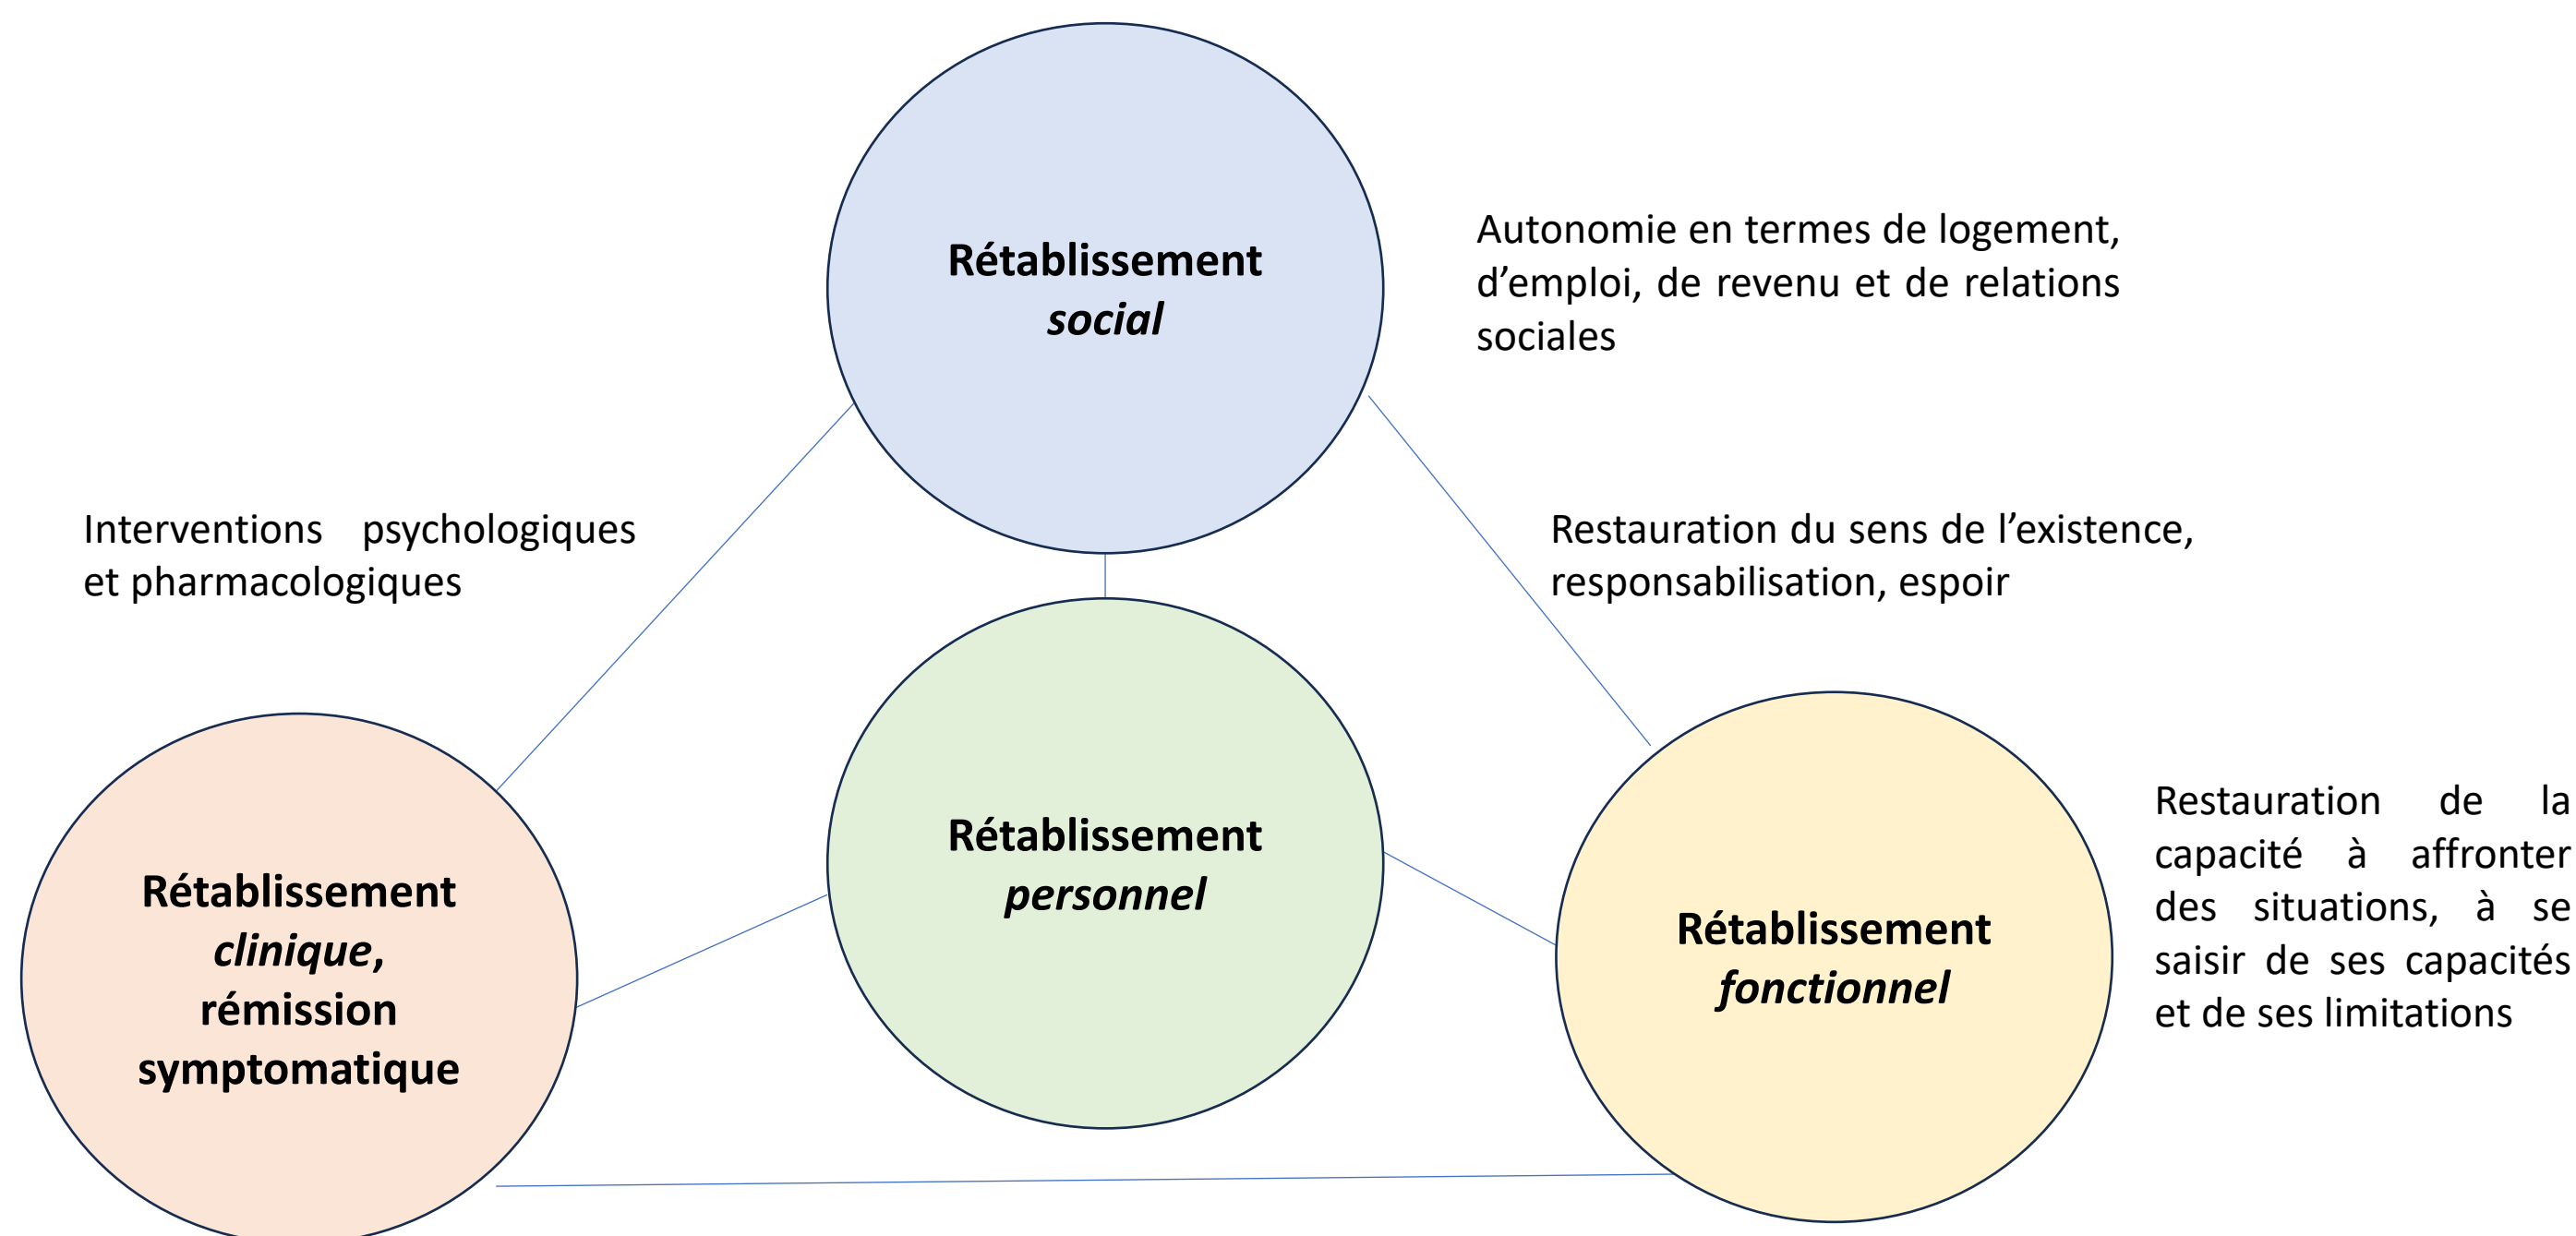 Rétablissement
social
Autonomie en termes de logement,
d’emploi, de revenu et de relations
sociales
Interventions psychologiques
et pharmacologiques
Restauration du sens de l’existence,
responsabilisation, espoir
Rétablissement
clinique,
rémission
symptomatique
Rétablissement
personnel
Rétablissement
fonctionnel
Restauration de la
capacité à affronter
des situations, à se
saisir de ses capacités
et de ses limitations